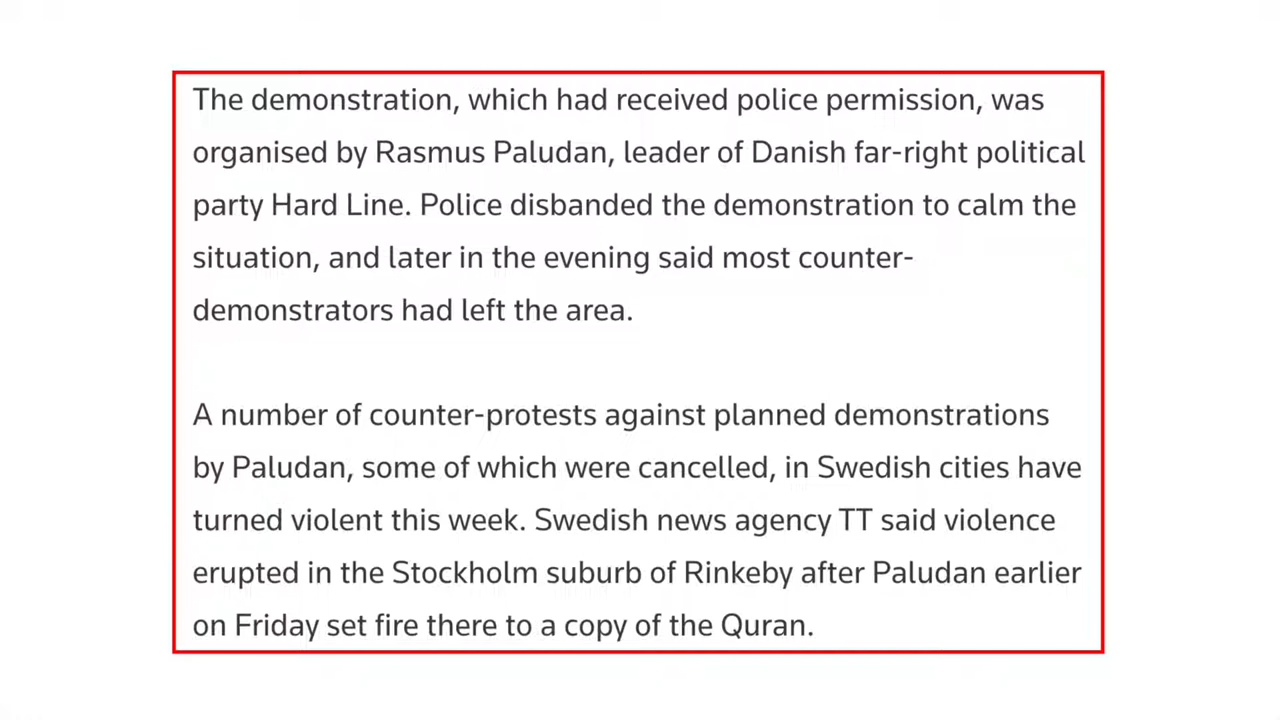 The demonstration, which had received police permission, was
organised by Rasmus Paludan, leader of Danish far-right political
party Hard Line. Police disbanded the demonstration to calm the
situation, and later in the evening said most counter-
demonstrators had left the area.
A number of counter-protests against planned demonstrations
by Paludan, some of which were cancelled, in Swedish cities have
turned violent this week. Swedish news agency TT said violence
erupted in the Stockholm suburb of Rinkeby after Paludan earlier
on Friday set fire there to a copy of the Quran.